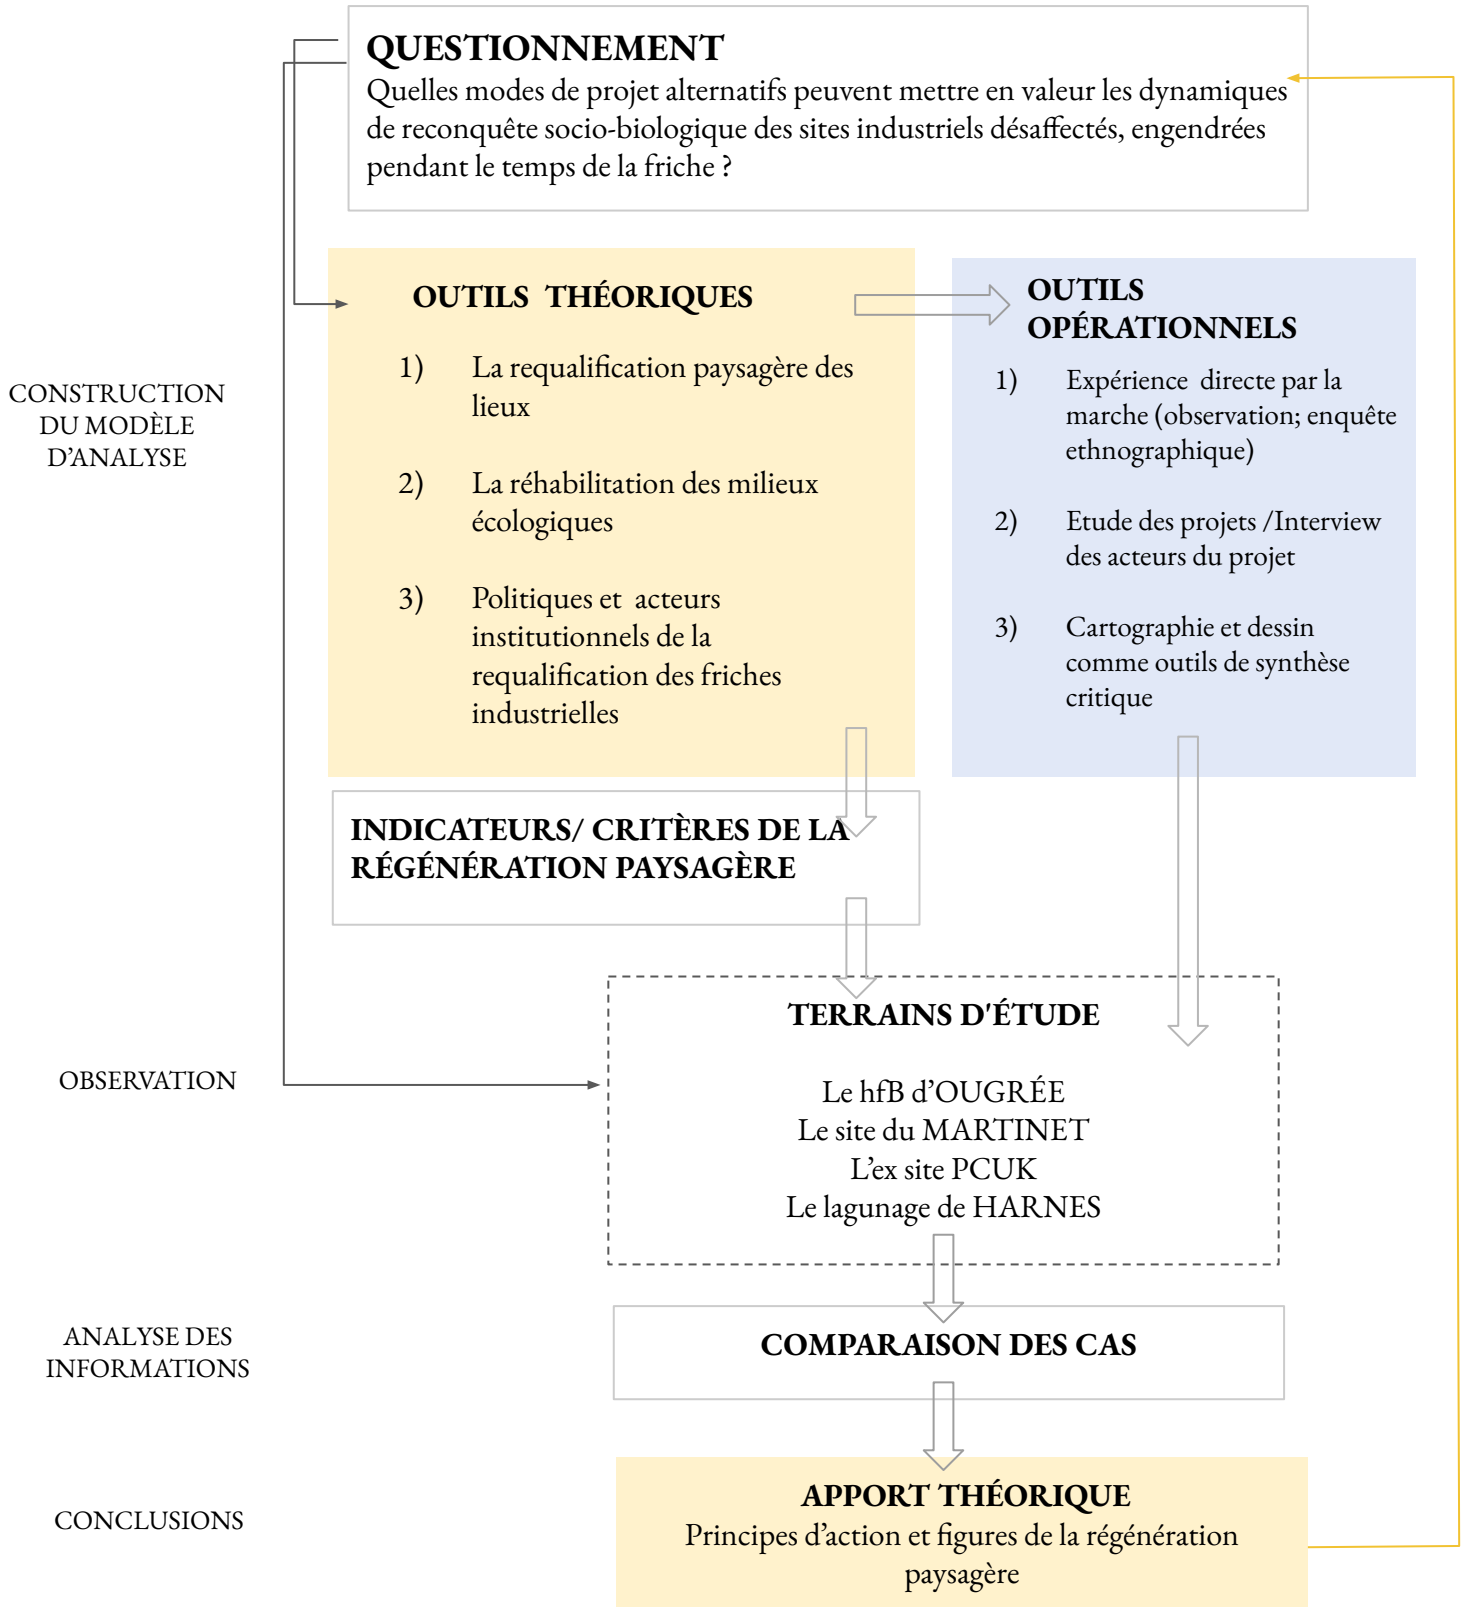 QUESTIONNEMENT
Quelles modes de projet alternatifs peuvent mettre en valeur les dynamiques
de reconquête socio-biologique des sites industriels désaffectés, engendrées
pendant le temps de la friche ?
CONSTRUCTION
DU MODÈLE
D’ANALYSE
OUTILS THÉORIQUES
1) La requalification paysagère des
lieux
2) La réhabilitation des milieux
écologiques
3) Politiques et acteurs
institutionnels de la
requalification des friches
industrielles
OUTILS
OPÉRATIONNELS
1) Expérience directe par la
marche (observation; enquête
ethnographique)
2) Etude des projets /Interview
des acteurs du projet
3) Cartographie et dessin
comme outils de synthèse
critique
INDICATEURS/ CRITÈRES DE LA
RÉGÉNÉRATION PAYSAGÈRE
OBSERVATION
TERRAINS D'ÉTUDE
Le hfB d’OUGRÉE
Le site du MARTINET
L’ex site PCUK
Le lagunage de HARNES
ANALYSE DES
INFORMATIONS
COMPARAISON DES CAS
CONCLUSIONS
APPORT THÉORIQUE
Principes d’action et figures de la régénération
paysagère